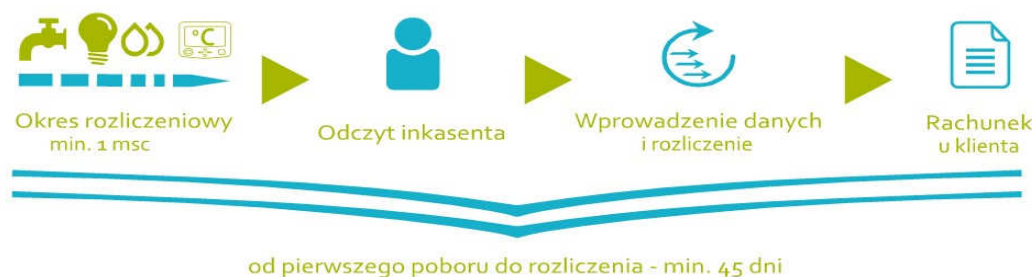 °C
Okres rozliczeniowy
min. 1 msc
Odczyt inkasenta
Wprowadzenie danych
i rozliczenie
Rachunek
u klienta
od pierwszego poboru do rozliczenia - min. 45 dni